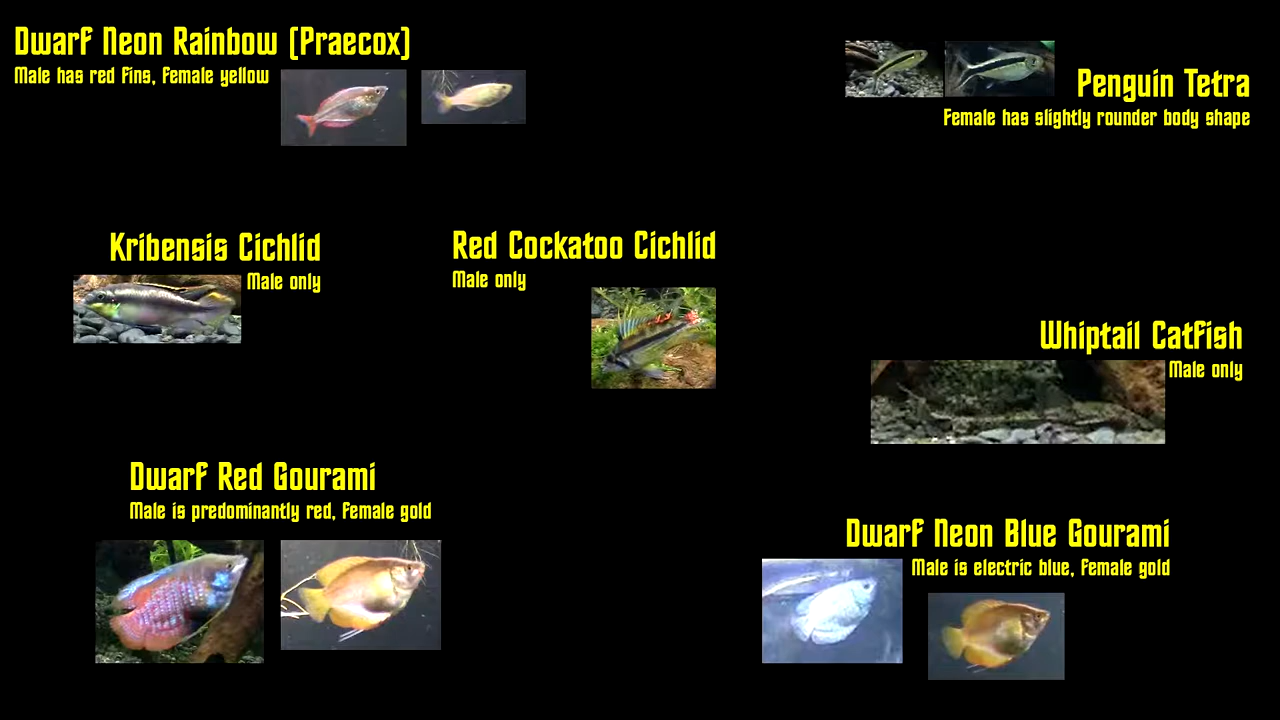 Dwarf Neon Rainbow (Praecox)
Male has red fins, female yellow
Penguin Tetra
Female has slightly rounder body shape
Kribensis Cichlid
Male only
Red Cockatoo Cichlid
Male only
Whiptail Catfish
Male only
Dwarf Red Gourami
Male is predominantly red, female gold
Dwarf Neon Blue Gourami
Male is electric blue, female gold